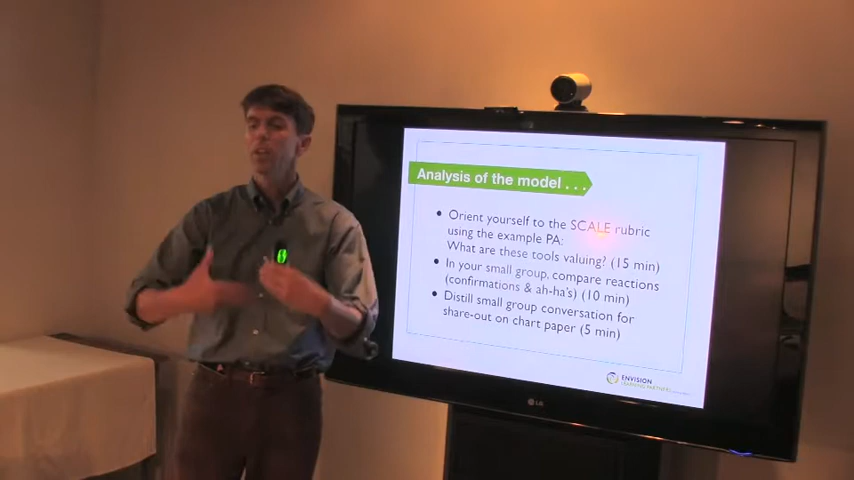 Analysis of the model . . .
• Orient yourself to the SCALE rubric
using the example PA:
What are these tools valuing? (15 min)
• In your small group, compare reactions
(confirmations & ah-ha's) (10 min)
• Distill small group conversation for
share-out on chart paper (5 min)
ENVISION
LEARNING PARTNERS
LG